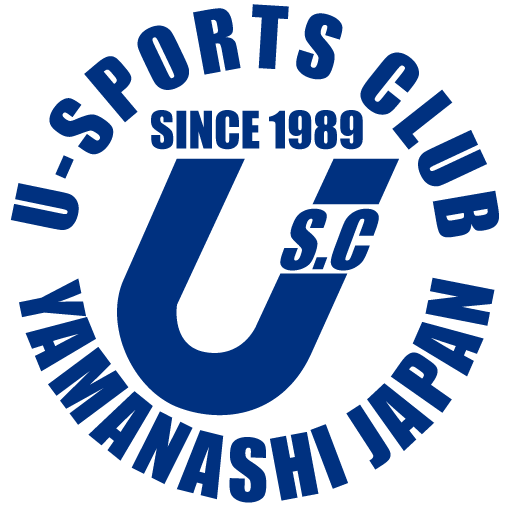 U-SPORTS CLUB
SINCE 1989
U
S.C
YAMANASHI JAPAN